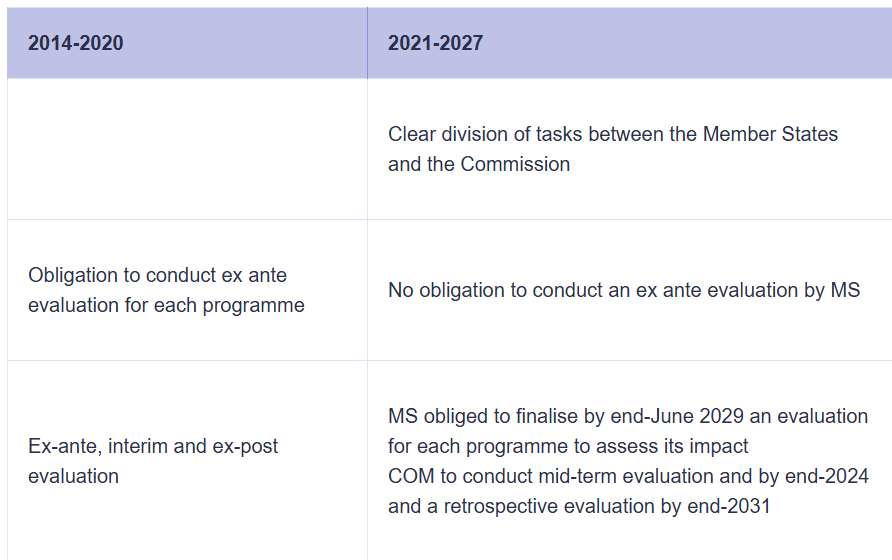 2014-2020
2021-2027
Clear division of tasks between the Member States
and the Commission
Obligation to conduct ex ante
evaluation for each programme
No obligation to conduct an ex ante evaluation by MS
Ex-ante, interim and ex-post
evaluation
MS obliged to finalise by end-June 2029 an evaluation
for each programme to assess its impact
COM to conduct mid-term evaluation and by end-2024
and a retrospective evaluation by end-2031